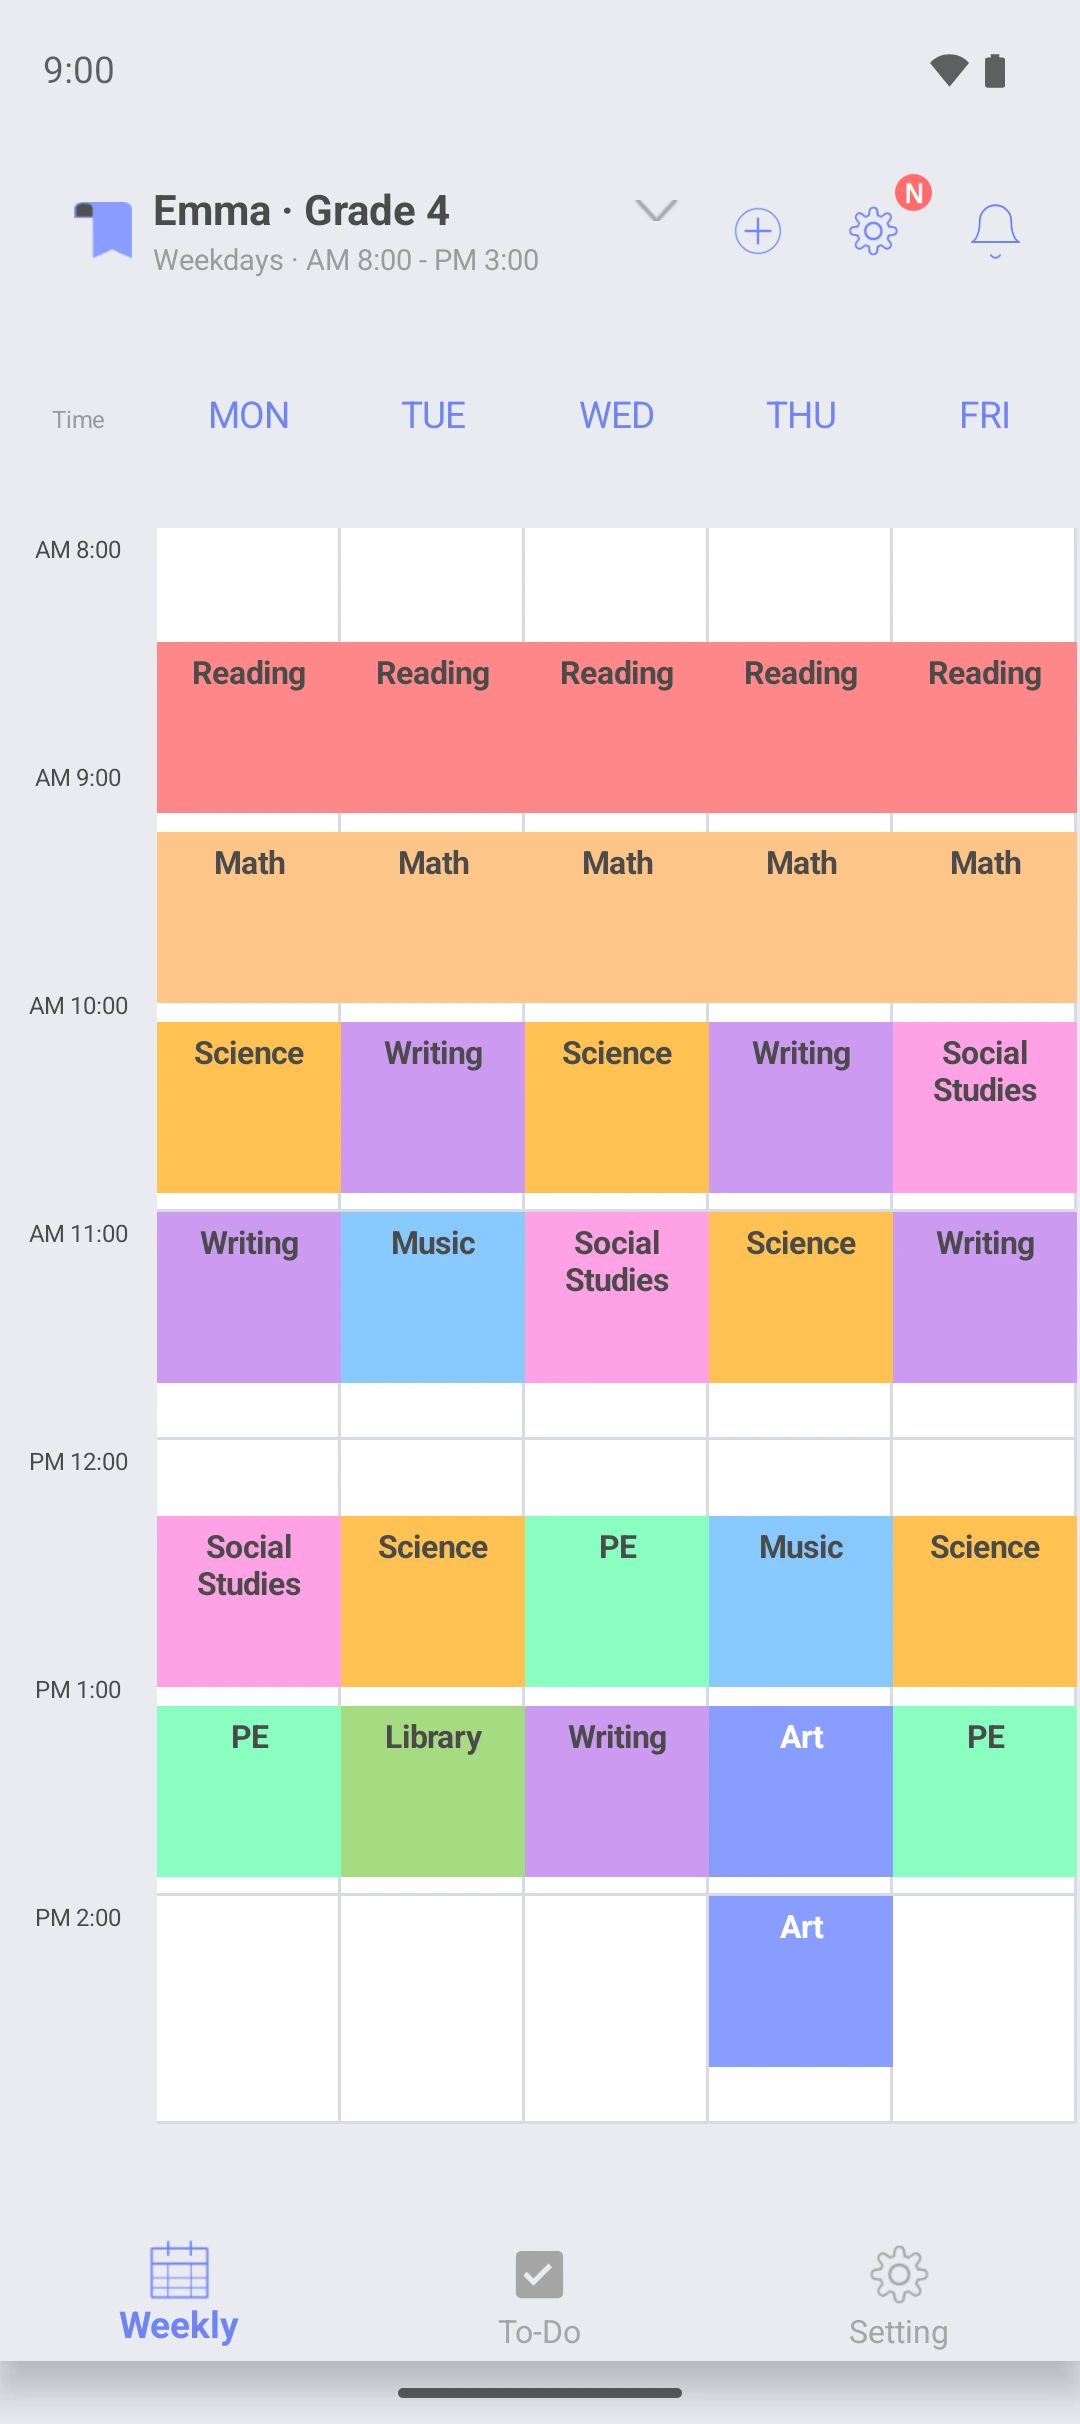 9:00
N
Emma · Grade 4
Weekdays · AM 8:00 - PM 3:00
Time MON TUE WED THU FRI
AM 8:00
Reading Reading Reading Reading Reading
AM 9:00
Math Math Math Math Math
AM 10:00
Science Writing Science Writing Social
Studies
AM 11:00
Writing Music Social Science Writing
Studies
PM 12:00
Social Science PE Music Science
Studies
PM 1:00
PE Library Writing Art PE
PM 2:00
Art
Weekly To-Do Setting